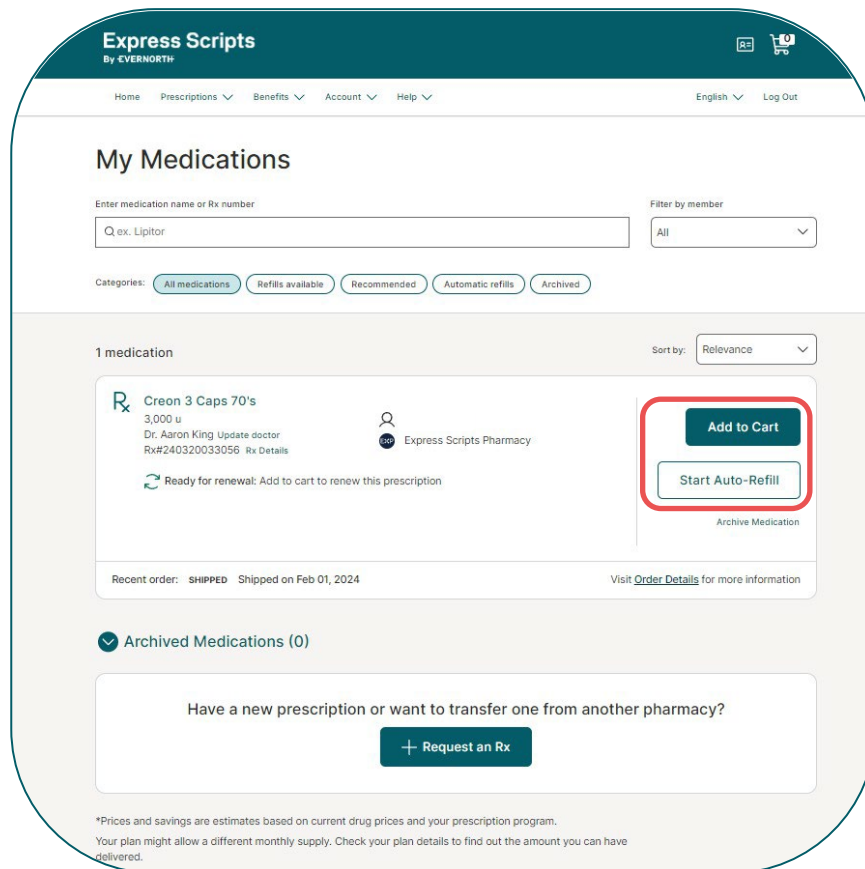 Express Scripts
By EVERNORTH
0
Home Prescriptions Benefits Account Help English Log Out
My Medications
Enter medication name or Rx number Filter by member
ex. Lipitor All
Categories: All medications Refills available Recommended Automatic refills Archived
1 medication Sort by: Relevance
Rx Creon 3 Caps 70's
3,000 u
Dr. Aaron King Update doctor
Rx#240320033056 Rx Details
EXP Express Scripts Pharmacy
Ready for renewal: Add to cart to renew this prescription
Add to Cart
Start Auto-Refill
Archive Medication
Recent order: SHIPPED Shipped on Feb 01, 2024 Visit Order Details for more information
Archived Medications (0)
Have a new prescription or want to transfer one from another pharmacy?
+ Request an Rx
*Prices and savings are estimates based on current drug prices and your prescription program.
Your plan might allow a different monthly supply. Check your plan details to find out the amount you can have
delivered.